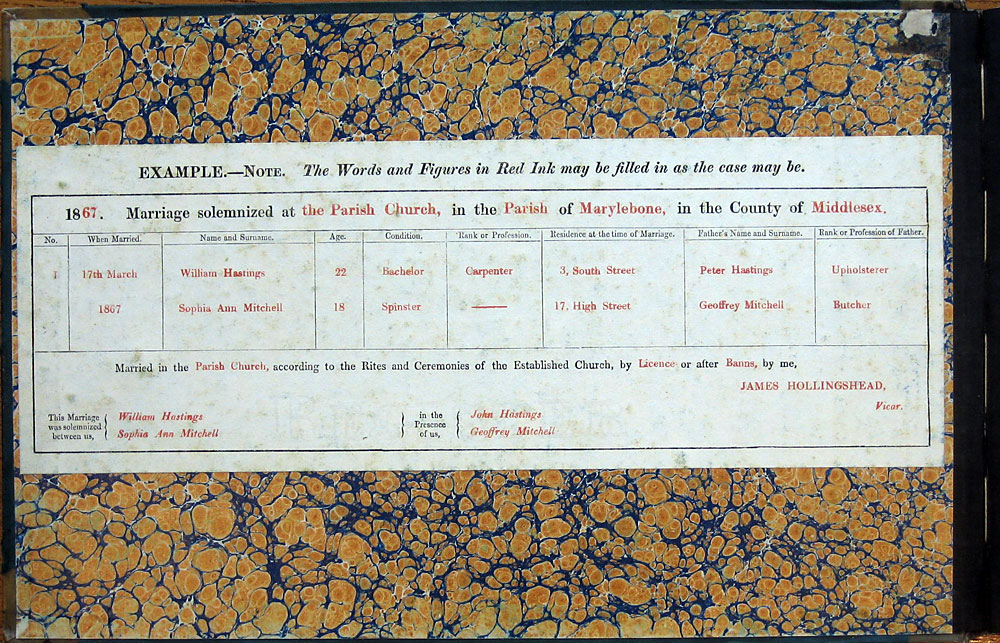 EXAMPLE.—NOTE. The Words and Figures in Red Ink may be filled in as the case may be.
1867. Marriage solemnized at the Parish Church, in the Parish of Marylebone, in the County of Middlesex.
No. When Married. Name and Surname. Age. Condition. Rank or Profession. Residence at the time of Marriage. Father's Name and Surname. Rank or Profession of Father.
1 17th March William Hastings 22 Bachelor Carpenter 3, South Street Peter Hastings Upholsterer
1867 Sophia Ann Mitchell 18 Spinster —— 17, High Street Geoffrey Mitchell Butcher
Married in the Parish Church, according to the Rites and Ceremonies of the Established Church, by Licence or after Banns, by me,
JAMES HOLLINGSHEAD,
Vicar.
This Marriage was solemnized between us,
William Hastings
Sophia Ann Mitchell
in the Presence of us,
John Hastings
Geoffrey Mitchell